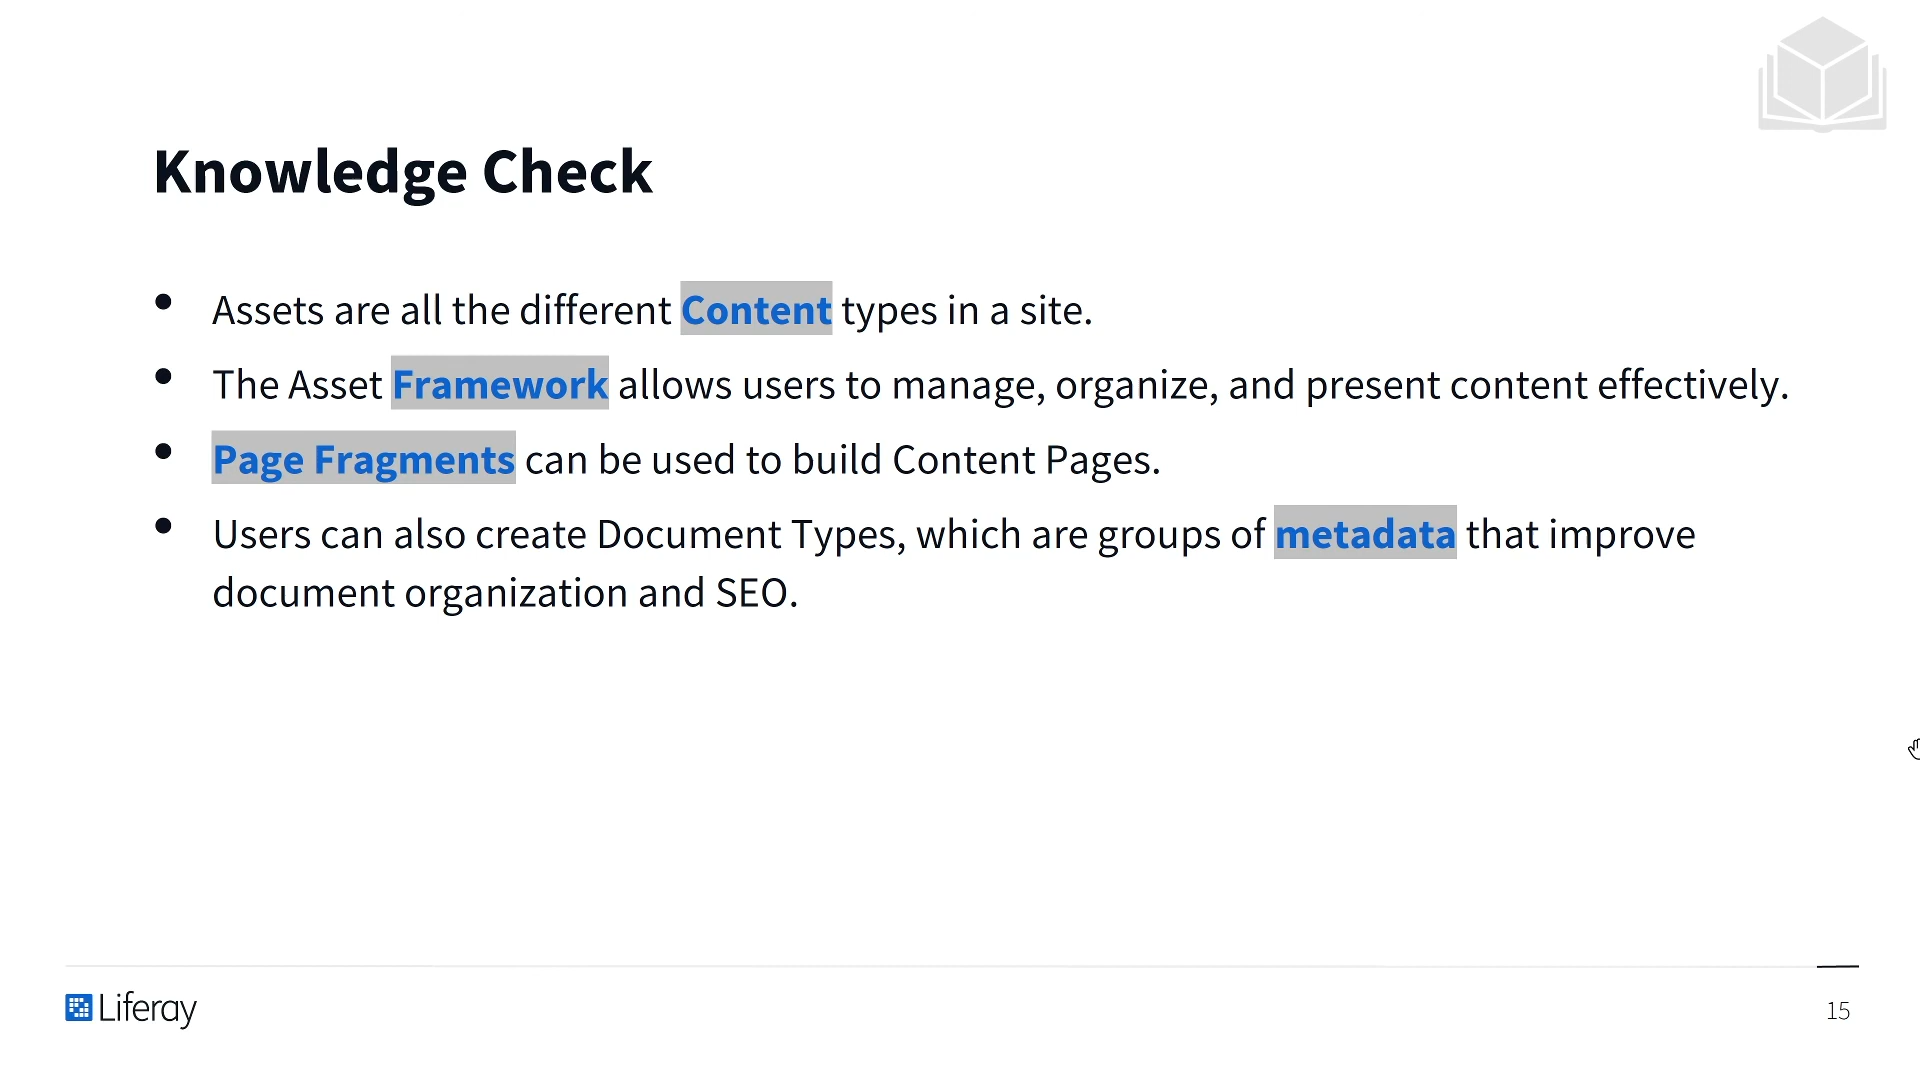 Knowledge Check
• Assets are all the different Content types in a site.
• The Asset Framework allows users to manage, organize, and present content effectively.
• Page Fragments can be used to build Content Pages.
• Users can also create Document Types, which are groups of metadata that improve
document organization and SEO.
Liferay
15